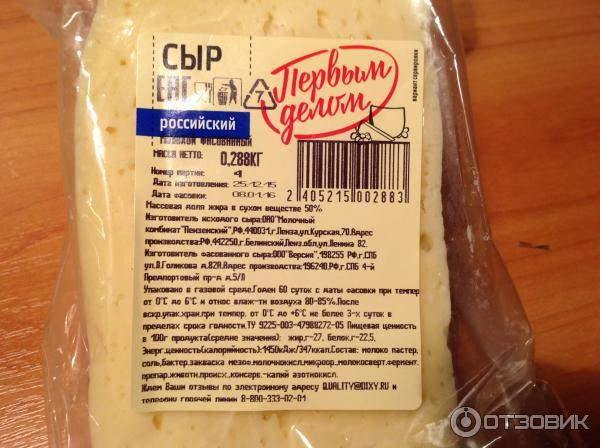 СЫР
Первым делом
ЕАС
7
российский
вариант сервировки
фасованный
МАССА НЕТТО: 0,288КГ
Номер партии: 4
Дата изготовления: 25.12.15
Дата фасовки: 08.01.16
2 405215 002883
Массовая доля жира в сухом веществе 50%
Изготовитель исходого сыра:ОАО"Молочный
комбинат"Пензенский",РФ,440031,г.Пенза,ул.Курская,70.Адрес
производства:РФ,442250,г.Белинский,Пенз.обл,ул.Ленина 82.
Изготовитель фасованного сыра:ООО"Версия",198255 РФ,г.СПБ
ул.В.Голикова д.82А.Адрес производства:196240,РФ,г.СПБ 4-й
Предпортовый пр-д д.5/Л
Упаковано в газовой среде.Годен 60 суток с даты фасовки при темпер
от 0°С до 6°С и относ влаж-ти воздуха 80-85%.После
вскр.упак.хран.при темпер. от 0°С до +6°С не более 3-х суток в
пределах срока годности.ТУ 9225-003-47981272-05 Пищевая ценность
в 100г продукта(средние значения): жир,г-27, белок,г-22,5,
Энерг.ценность(калорийность):1450кДж/347ккал.Состав: молоко пастер,
соль,бактер.закваска мезоф.молочнокисл.микроор,молокосверт.фермент.
препар.животн.происх,консерв.-калий азотнокисл.
Ждем Ваши отзывы по электронному адресу QUALITY@DIXY.RU и
телефону горячей линии 8-800-333-02-01
ОТЗОВИК